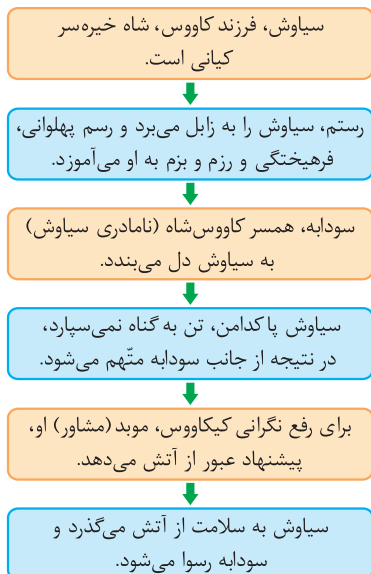 سیاوش، فرزند کاووس، شاه خیره‌سر
کیانی است.
رستم، سیاوش را به زابل می‌برد و رسم پهلوانی،
فرهیختگی و رزم و بزم به او می‌آموزد.
سودابه، همسر کاووس‌شاه (نامادری سیاوش)
به سیاوش دل می‌بندد.
سیاوش پاکدامن، تن به گناه نمی‌سپارد،
در نتیجه از جانب سودابه متّهم می‌شود.
برای رفع نگرانی کیکاووس، موبد (مشاور) او،
پیشنهاد عبور از آتش می‌دهد.
سیاوش به سلامت از آتش می‌گذرد و
سودابه رسوا می‌شود.